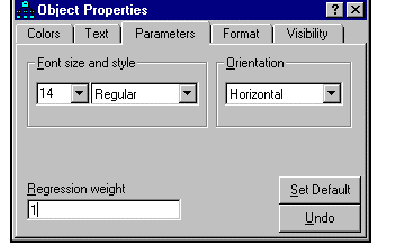 Object Properties
Colors Text Parameters Format Visibility
Font size and style Orientation
14 Regular Horizontal
Regression weight Set Default
1
Undo